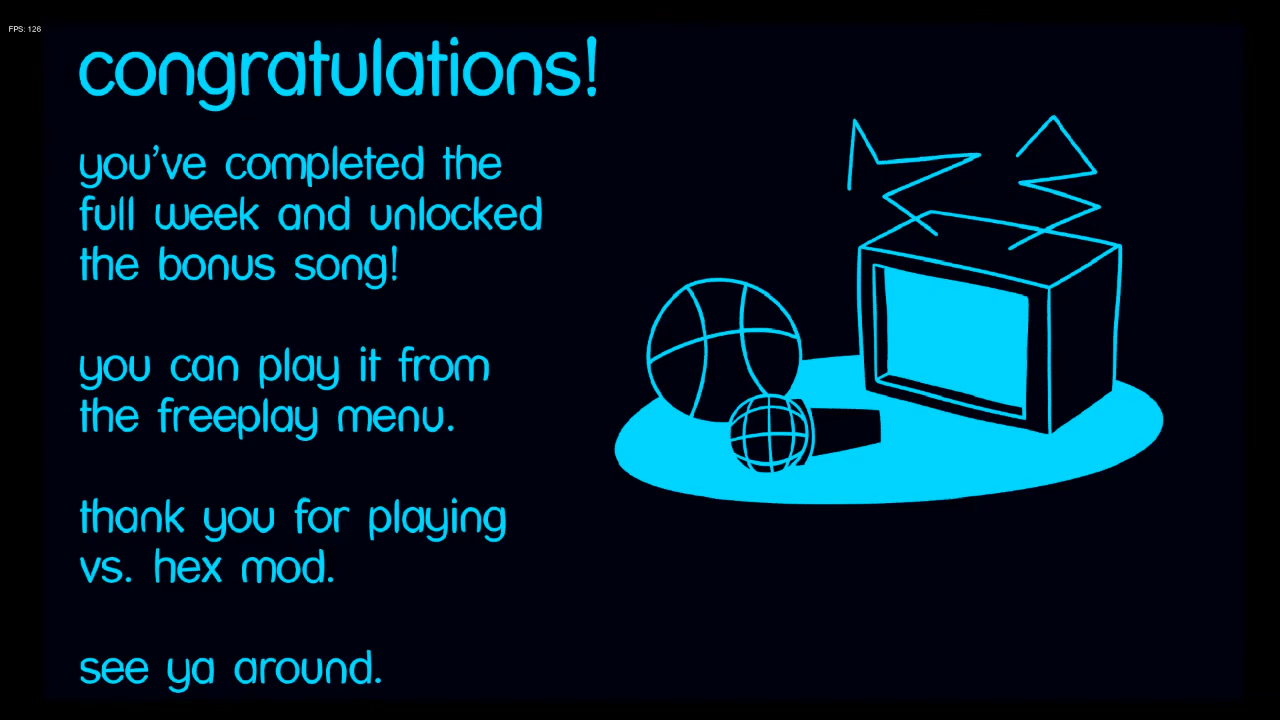 FPS: 126
congratulations!
you've completed the
full week and unlocked
the bonus song!
you can play it from
the freeplay menu.
thank you for playing
vs. hex mod.
see ya around.